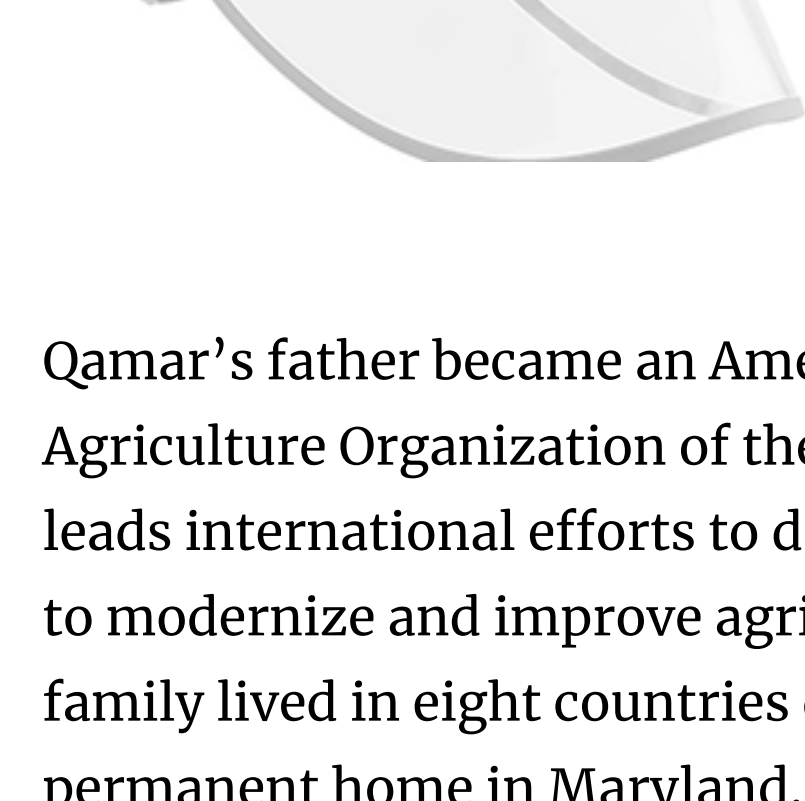 Qamar’s father became an Ame
Agriculture Organization of the
leads international efforts to d
to modernize and improve agri
family lived in eight countries
permanent home in Maryland.